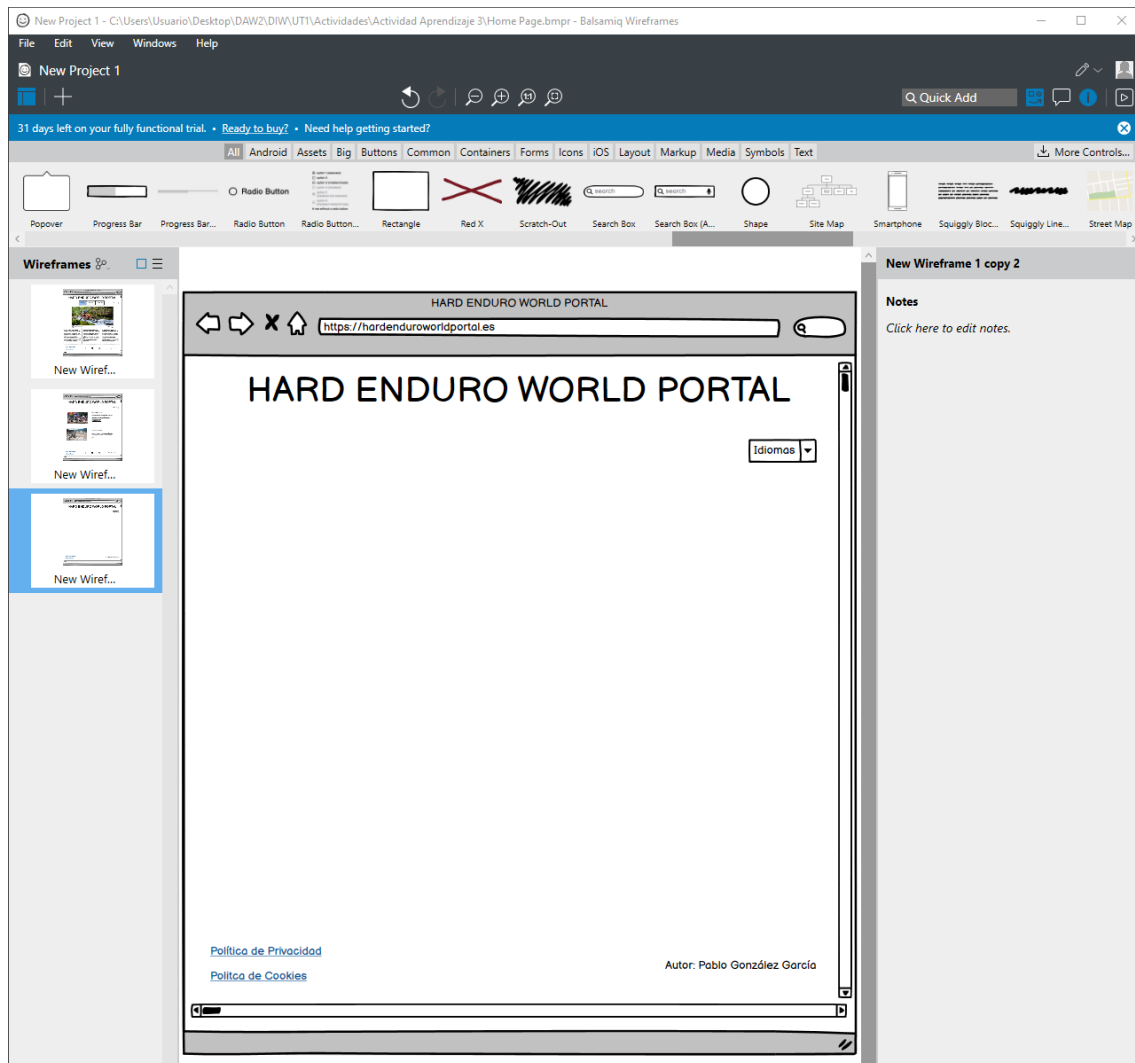 New Project 1 - C:\Users\Usuario\Desktop\DAW2\DIW\UT1\Actividades\Actividad Aprendizaje 3\Home Page.bmpr - Balsamiq Wireframes
File Edit View Windows Help
New Project 1
Quick Add
31 days left on your fully functional trial. • Ready to buy? • Need help getting started?
All Android Assets Big Buttons Common Containers Forms Icons iOS Layout Markup Media Symbols Text
More Controls...
Radio Button
search
search
Popover Progress Bar Progress Bar... Radio Button Radio Button... Rectangle Red X Scratch-Out Search Box Search Box (A... Shape Site Map Smartphone Squiggly Bloc... Squiggly Line... Street Map
Wireframes
New Wiref...
New Wiref...
New Wiref...
HARD ENDURO WORLD PORTAL
https://hardenduroworldportal.es
HARD ENDURO WORLD PORTAL
Idiomas
Política de Privacidad
Politca de Cookies
Autor: Pablo González García
New Wireframe 1 copy 2
Notes
Click here to edit notes.